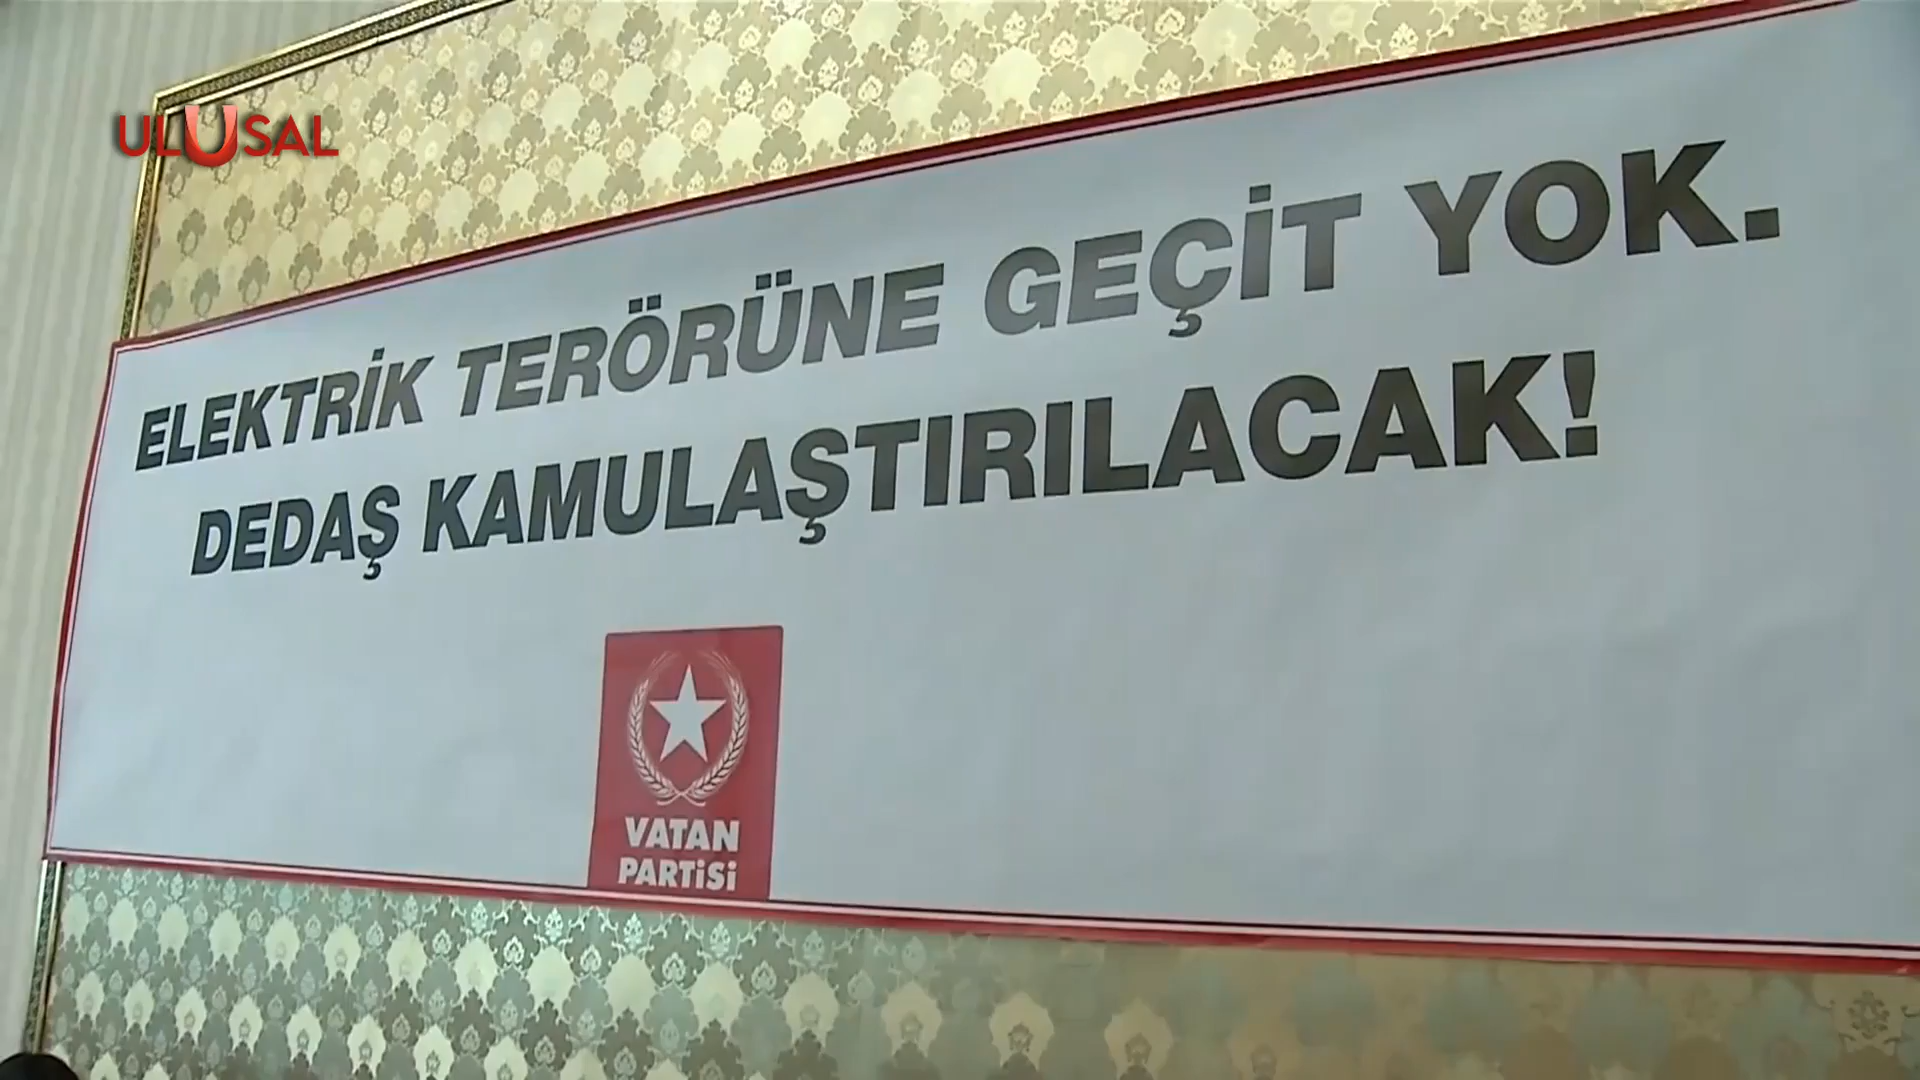 ULUSAL
ELEKTRİK TERÖRÜNE GEÇİT YOK.
DEDAŞ KAMULAŞTIRILACAK!
VATAN
PARTİSİ